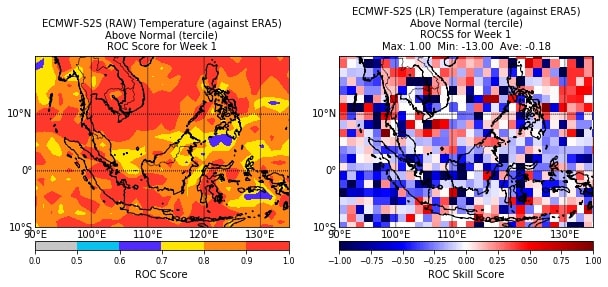 ECMWF-S2S (RAW) Temperature (against ERA5)
Above Normal (tercile)
ROC Score for Week 1
10°N
0°
10°S
90°E 100°E 110°E 120°E 130°E
0.0 0.5 0.6 0.7 0.8 0.9 1.0
ROC Score
ECMWF-S2S (LR) Temperature (against ERA5)
Above Normal (tercile)
ROCSS for Week 1
Max: 1.00 Min: -13.00 Ave: -0.18
10°N
0°
10°S
90°E 100°E 110°E 120°E 130°E
−1.00 −0.75 −0.50 −0.25 0.00 0.25 0.50 0.75 1.00
ROC Skill Score